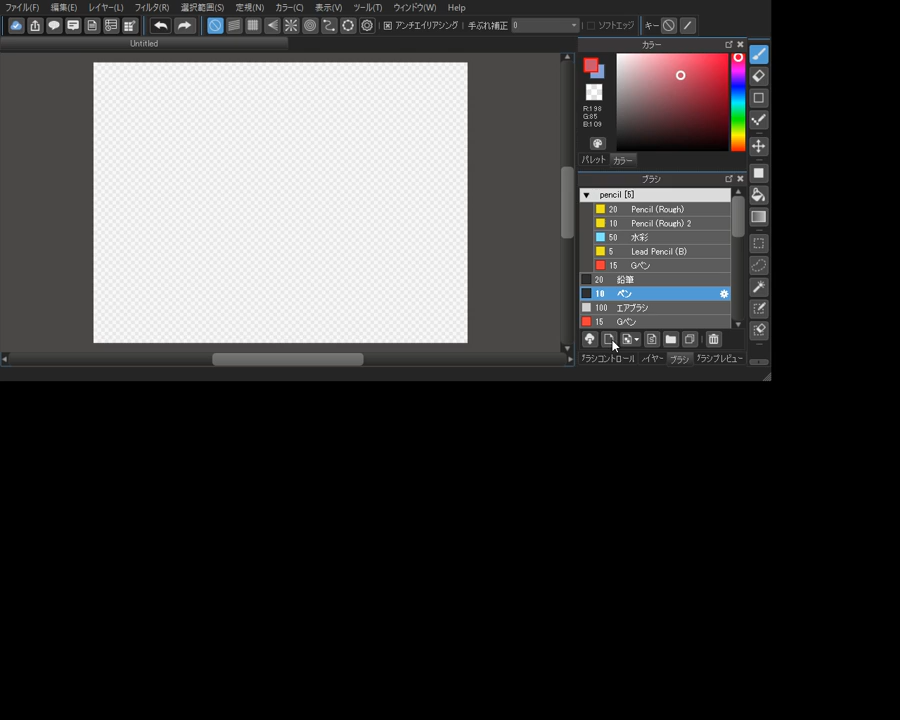 ファイル(F) 編集(E) レイヤー(L) フィルタ(R) 選択範囲(S) 定規(N) カラー(C) 表示(V) ツール(T) ウィンドウ(W) Help
アンチエイリアシング 手ぶれ補正 0 ソフトエッジ キー
Untitled
カラー
R:198
G:85
B:109
パレット カラー
ブラシ
pencil [5]
20 Pencil (Rough)
10 Pencil (Rough) 2
50 水彩
5 Lead Pencil (B)
15 Gペン
20 鉛筆
10 ペン
100 エアブラシ
15 Gペン
ブラシコントロール レイヤー ブラシ ブラシプレビュー